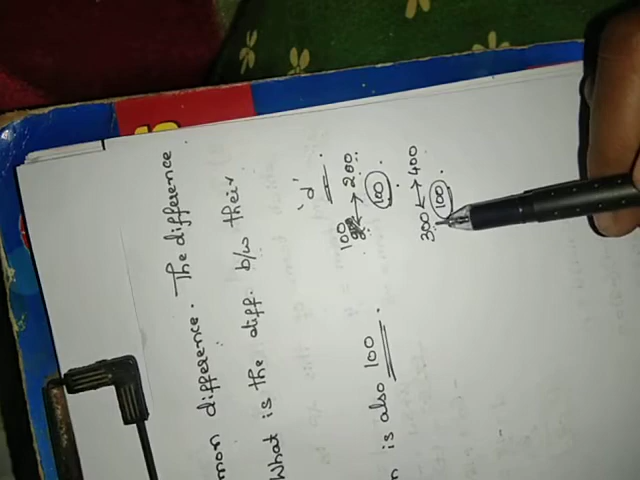 mon difference. The difference
What is the diff. b/w their
'd'.
100 ↔ 200.
100.
n is also 100
300 ↔ 400
100.